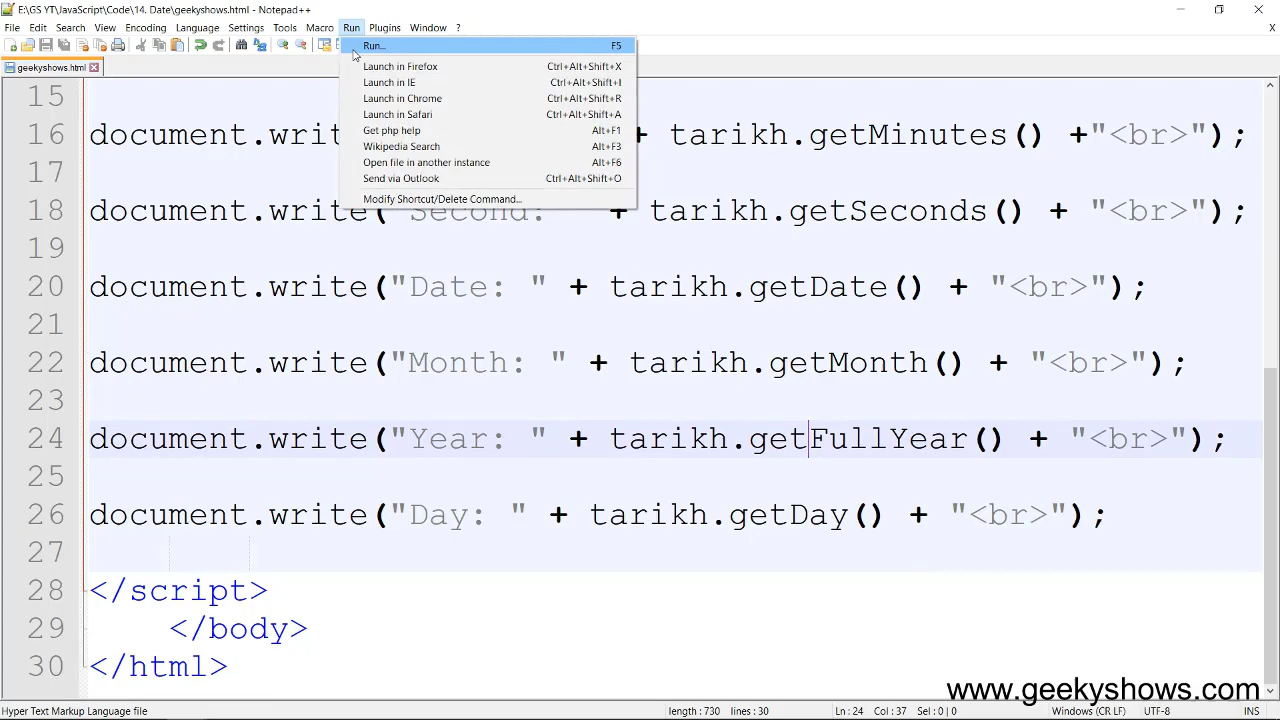 E:\GS YT\JavaScript\Code\14. Date\geekyshows.html - Notepad++
File Edit Search View Encoding Language Settings Tools Macro Run Plugins Window ?
geekyshows.html
Run... F5
Launch in Firefox Ctrl+Alt+Shift+X
Launch in IE Ctrl+Alt+Shift+I
Launch in Chrome Ctrl+Alt+Shift+R
Launch in Safari Ctrl+Alt+Shift+A
Get php help Alt+F1
Wikipedia Search Alt+F3
Open file in another instance Alt+F6
Send via Outlook Ctrl+Alt+Shift+O
Modify Shortcut/Delete Command...
15
16 document.writ + tarikh.getMinutes() +"<br>");
17
18 document.write("Second: " + tarikh.getSeconds() + "<br>");
19
20 document.write("Date: " + tarikh.getDate() + "<br>");
21
22 document.write("Month: " + tarikh.getMonth() + "<br>");
23
24 document.write("Year: " + tarikh.getFullYear() + "<br>");
25
26 document.write("Day: " + tarikh.getDay() + "<br>");
27
28 </script>
29 </body>
30 </html>
www.geekyshows.com
Hyper Text Markup Language file length : 730 lines : 30 Ln : 24 Col : 37 Sel : 0 | 0 Windows (CR LF) UTF-8 INS